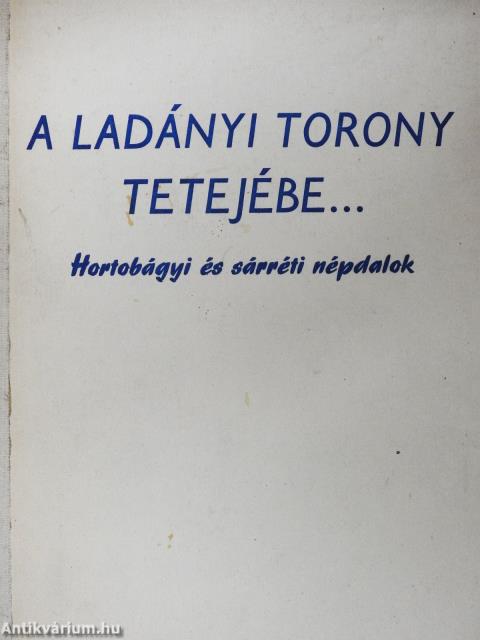 A LADÁNYI TORONY
TETEJÉBE...
Hortobágyi és sárréti népdalok
Antikvárium.hu